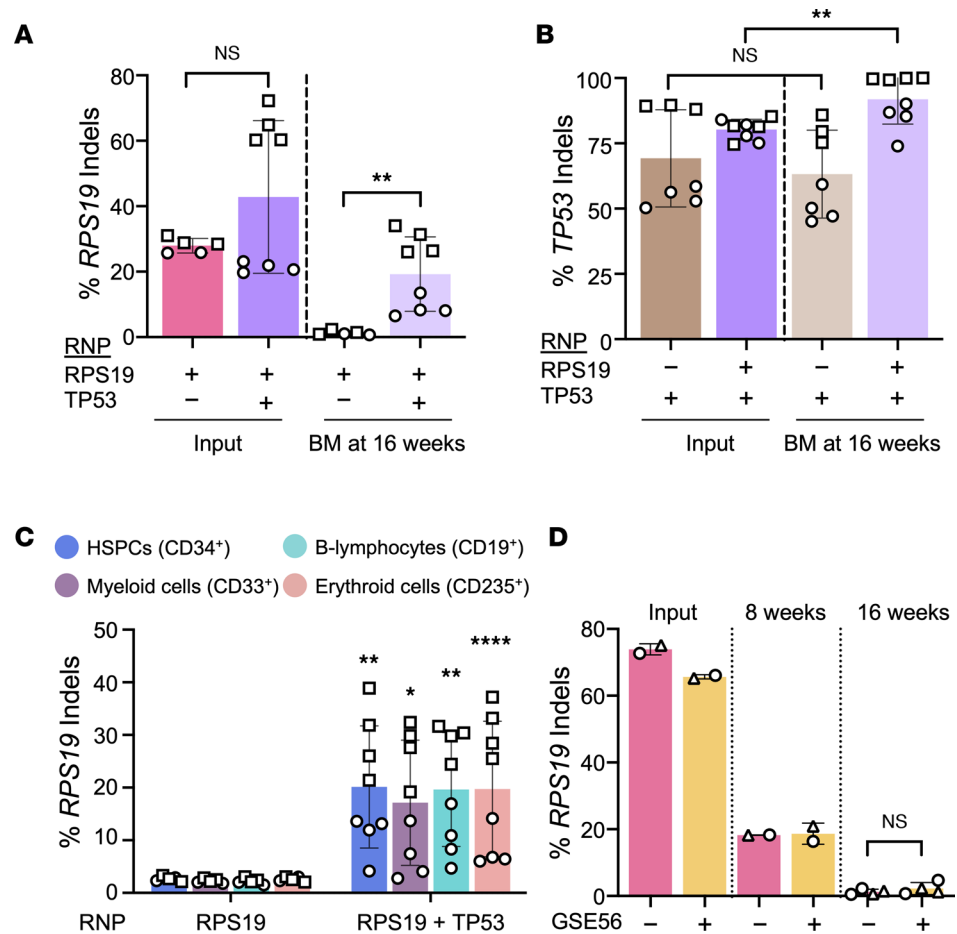 A
NS
**
% RPS19 Indels
80
60
40
20
0
RNP
RPS19 + + + +
TP53 − + − +
Input BM at 16 weeks
B
**
NS
% TP53 Indels
100
75
50
25
0
RNP
RPS19 − + − +
TP53 + + + +
Input BM at 16 weeks
C
HSPCs (CD34+) B-lymphocytes (CD19+)
Myeloid cells (CD33+) Erythroid cells (CD235+)
% RPS19 Indels
50
40
30
20
10
0
** * ** ****
RNP RPS19 RPS19 + TP53
D
Input 8 weeks 16 weeks
% RPS19 Indels
80
60
40
20
0
NS
GSE56 − + − + − +